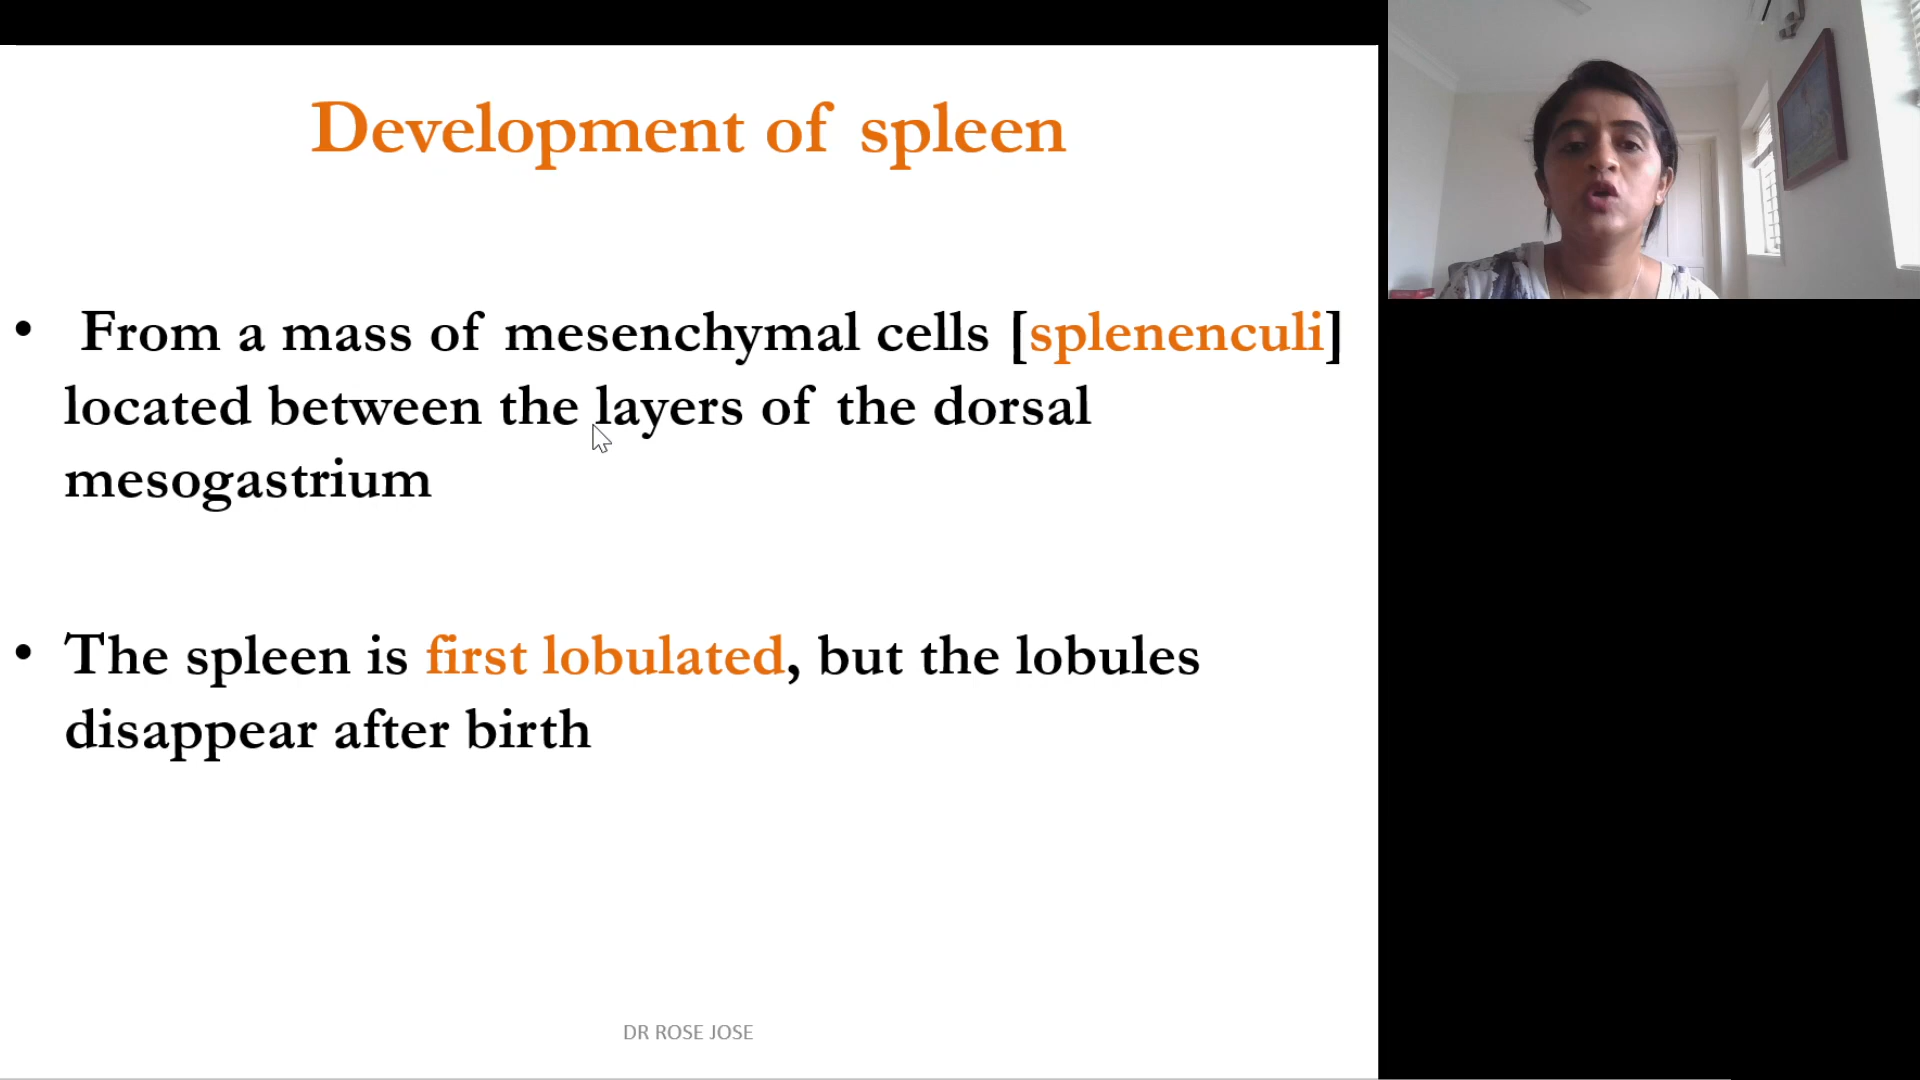 Development of spleen
• From a mass of mesenchymal cells [splenenculi]
located between the layers of the dorsal
mesogastrium
• The spleen is first lobulated, but the lobules
disappear after birth
DR ROSE JOSE